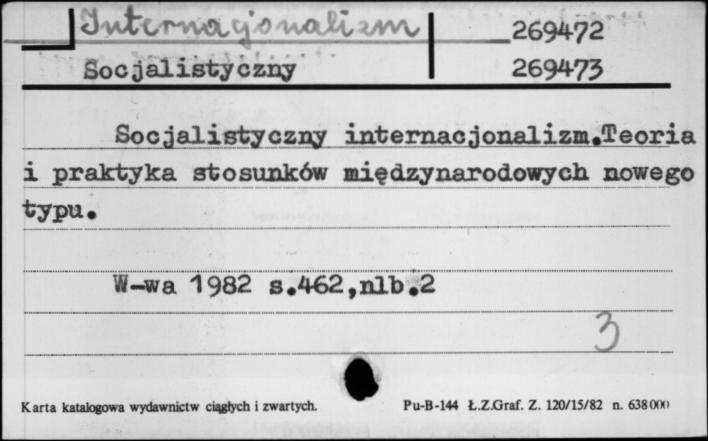 Internacjonalizm 269472
Socjalistyczny 269473
Socjalistyczny internacjonalizm.Teoria
i praktyka stosunków międzynarodowych nowego
typu.
W-wa 1982 s.462,nlb.2
3
Karta katalogowa wydawnictw ciągłych i zwartych. Pu-B-144 Ł.Z.Graf. Z. 120/15/82 n. 638000